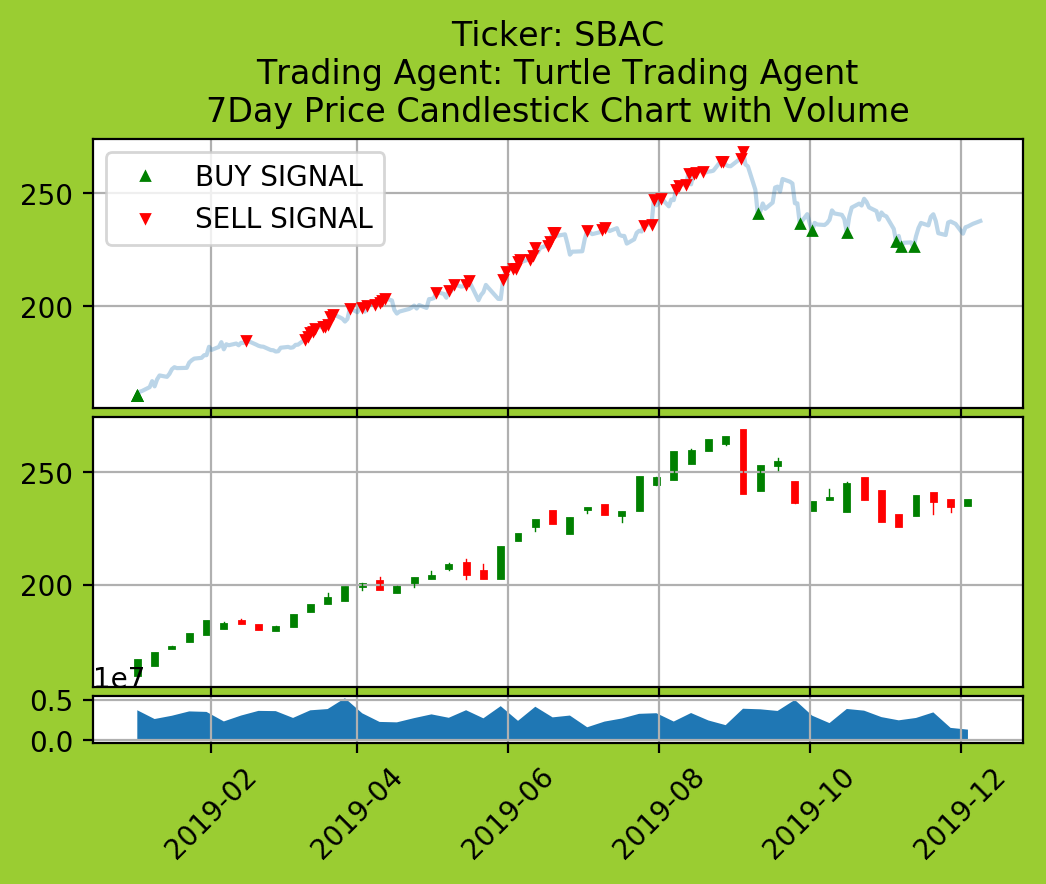 Ticker: SBAC
Trading Agent: Turtle Trading Agent
7Day Price Candlestick Chart with Volume
BUY SIGNAL
SELL SIGNAL
250
200
250
200
1e7
0.5
0.0
2019-02
2019-04
2019-06
2019-08
2019-10
2019-12